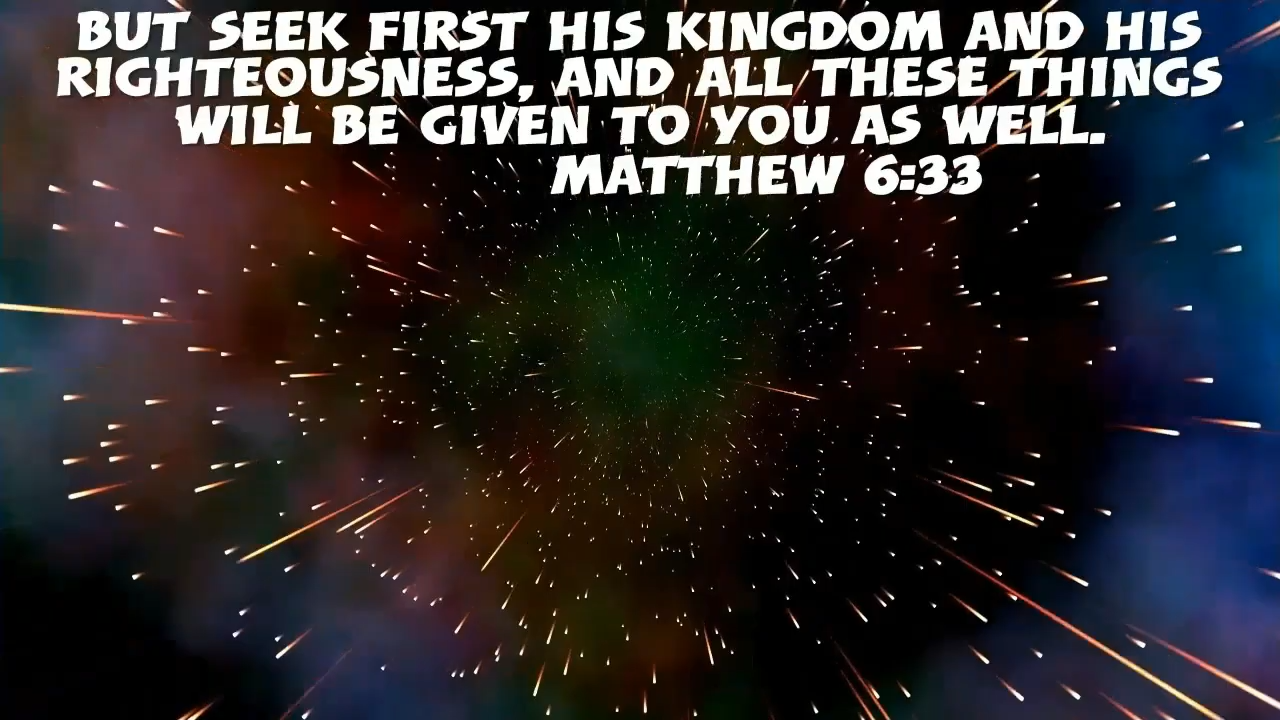 BUT SEEK FIRST HIS KINGDOM AND HIS
RIGHTEOUSNESS, AND ALL THESE THINGS
WILL BE GIVEN TO YOU AS WELL.
MATTHEW 6:33